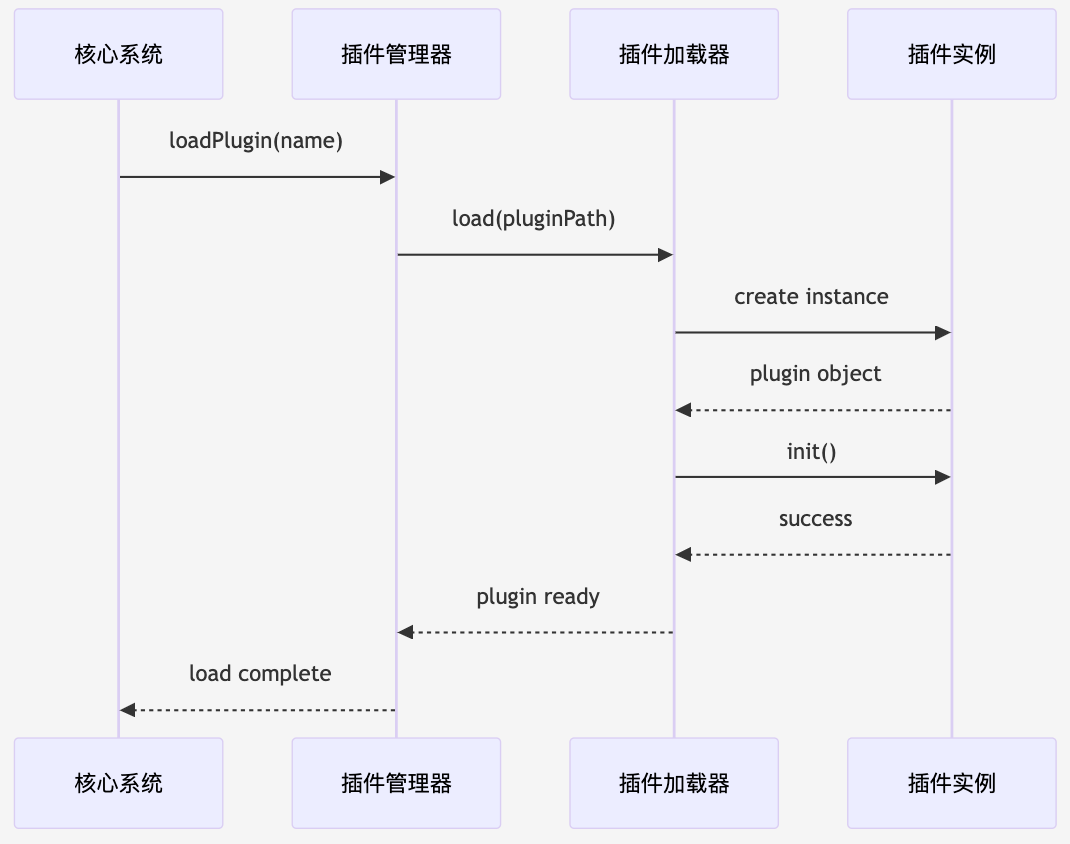 核心系统
插件管理器
插件加载器
插件实例
loadPlugin(name)
load(pluginPath)
create instance
plugin object
init()
success
plugin ready
load complete
核心系统
插件管理器
插件加载器
插件实例